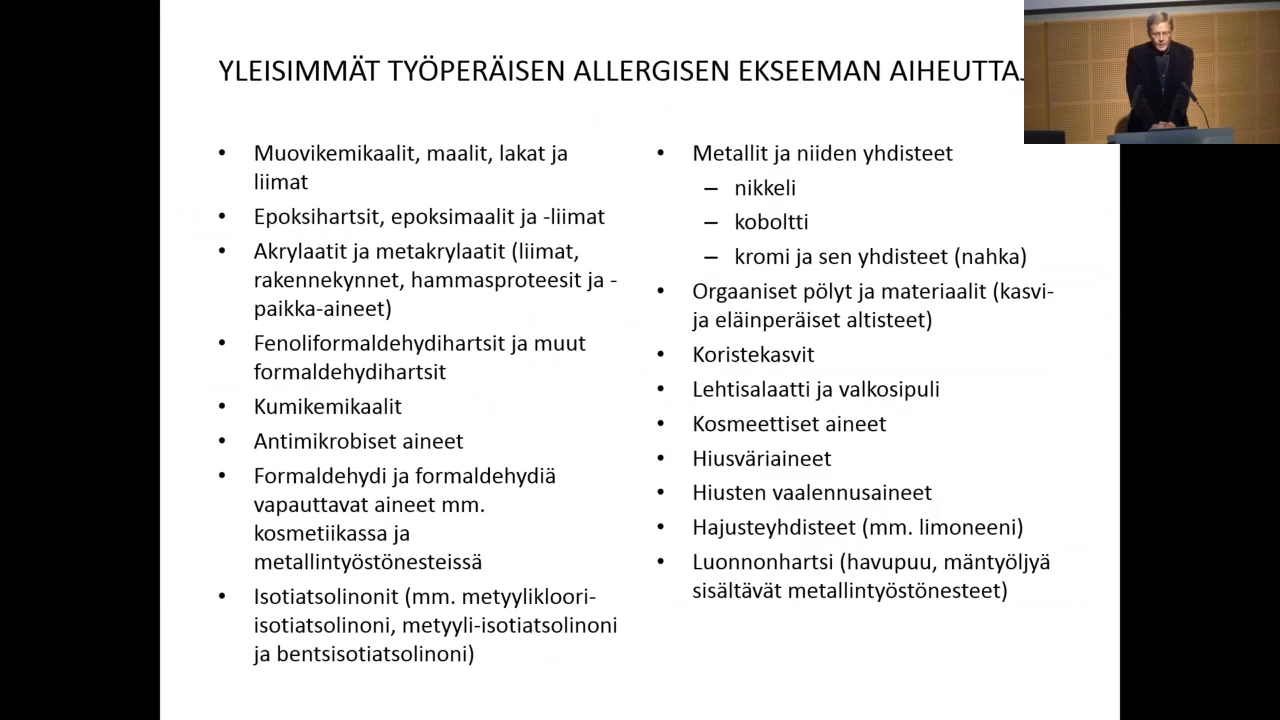 YLEISIMMÄT TYÖPERÄISEN ALLERGISEN EKSEEMAN
• Muovikemikaalit, maalit, lakat ja
liimat
• Epoksihartsit, epoksimaalit ja -liimat
• Akrylaatit ja metakrylaatit (liimat,
rakennekynnet, hammasproteesit ja -
paikka-aineet)
• Fenoliformaldehydihartsit ja muut
formaldehydihartsit
• Kumikemikaalit
• Antimikrobiset aineet
• Formaldehydi ja formaldehydiä
vapauttavat aineet mm.
kosmetiikassa ja
metallintyöstönesteissä
• Isotiatsolinonit (mm. metyylikloori-
isotiatsolinoni, metyyli-isotiatsolinoni
ja bentsisotiatsolinoni)
• Metallit ja niiden yhdisteet
– nikkeli
– koboltti
– kromi ja sen yhdisteet (nahka)
• Orgaaniset pölyt ja materiaalit (kasvi-
ja eläinperäiset altisteet)
• Koristekasvit
• Lehtisalaatti ja valkosipuli
• Kosmeettiset aineet
• Hiusväriaineet
• Hiusten vaalennusaineet
• Hajusteyhdisteet (mm. limoneeni)
• Luonnonhartsi (havupuu, mäntyöljyä
sisältävät metallintyöstönesteet)